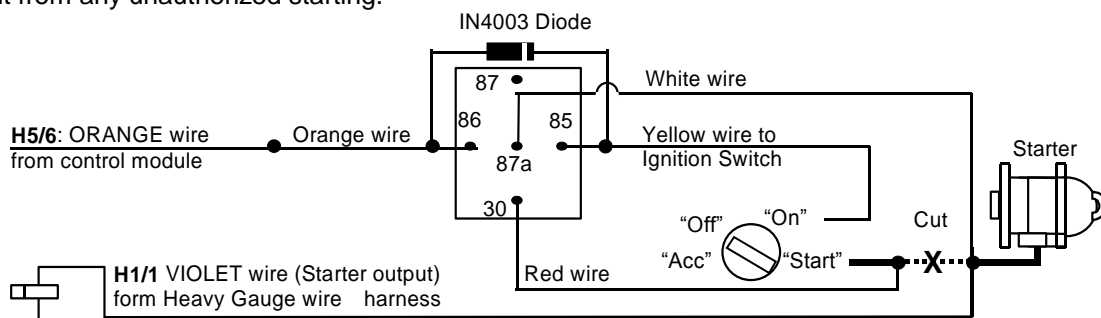 t from any unauthorized starting.
IN4003 Diode
87
White wire
86
85
H5/6: ORANGE wire
from control module
Orange wire
87a
Yellow wire to
Ignition Switch
Starter
30
"Off"
"On"
Cut
"Acc"
"Start"
X
H1/1 VIOLET wire (Starter output)
form Heavy Gauge wire harness
Red wire